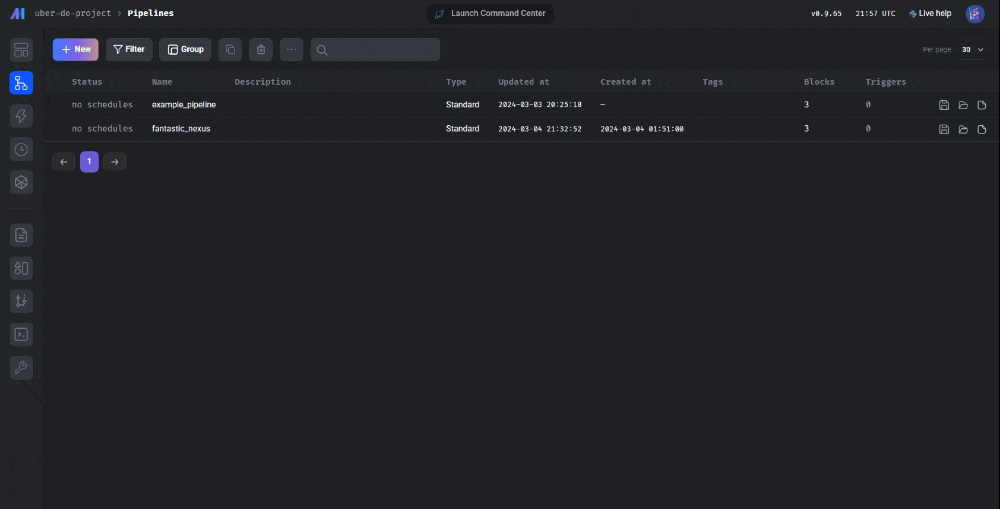 uber-de-project > Pipelines Launch Command Center v0.9.65 21:57 UTC Live help
+ New Filter Group Per page 30
Status Name Description Type Updated at Created at Tags Blocks Triggers
no schedules example_pipeline Standard 2024-03-03 20:25:18 — 3 0
no schedules fantastic_nexus Standard 2024-03-04 21:32:52 2024-03-04 01:51:00 3 0
← 1 →